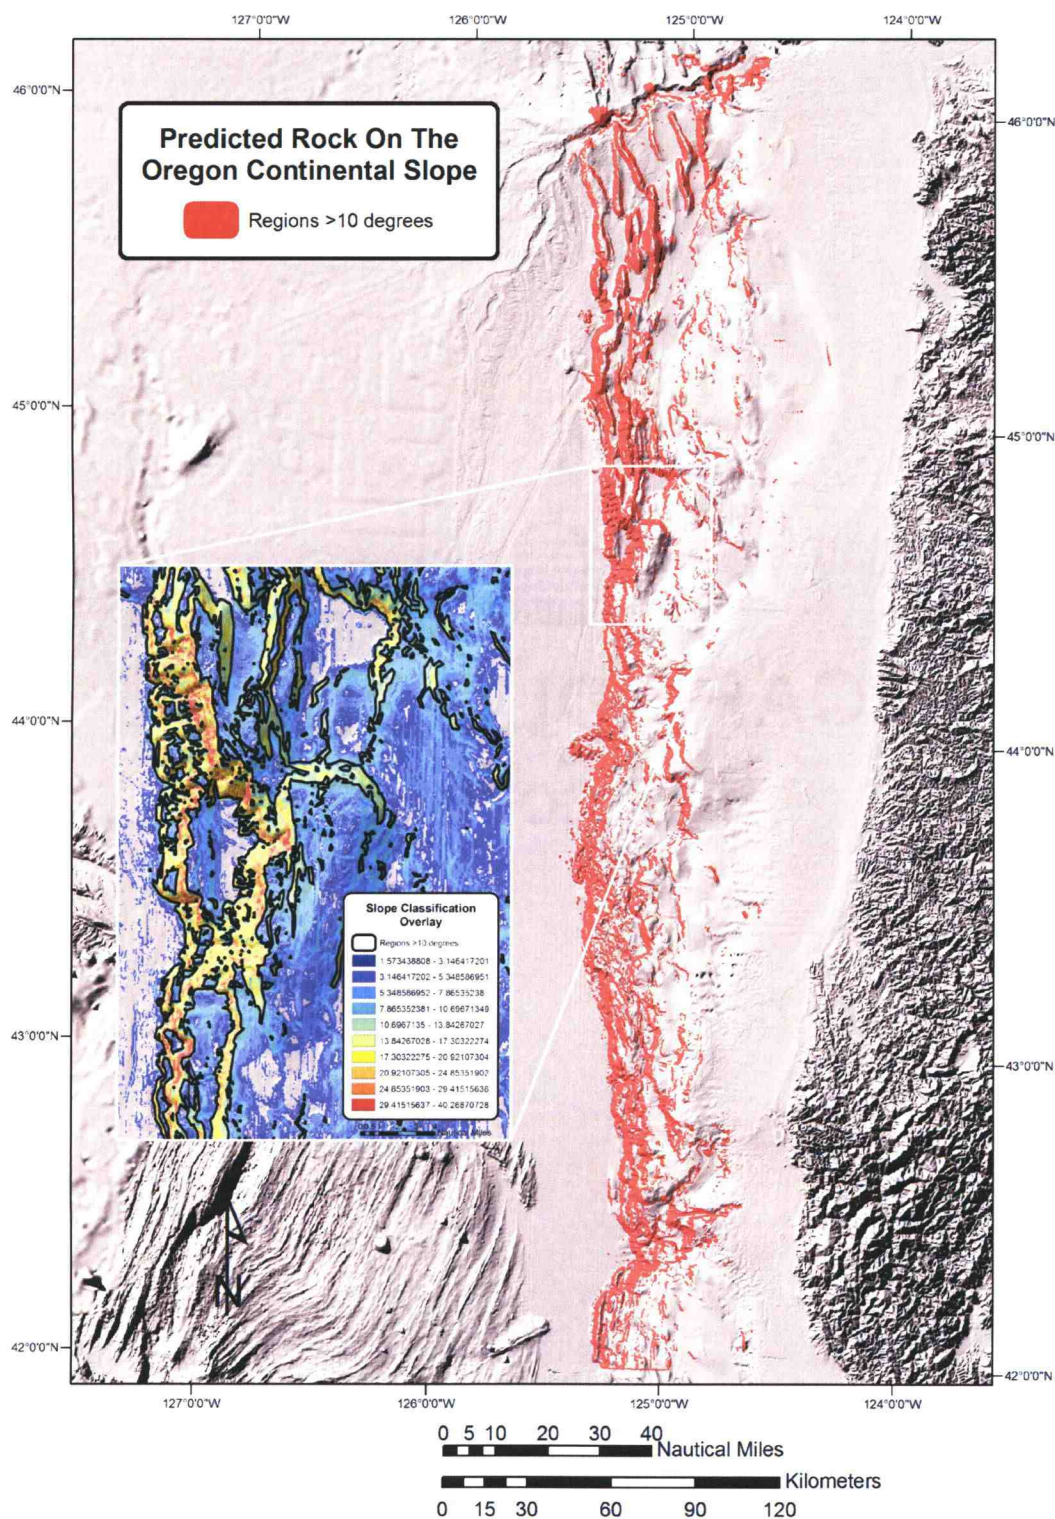 127°0'0"W 126°0'0"W 125°0'0"W 124°0'0"W
46°0'0"N
46°0'0"N
Predicted Rock On The
Oregon Continental Slope
Regions >10 degrees
45°0'0"N
45°0'0"N
44°0'0"N
44°0'0"N
Slope Classification
Overlay
Regions >10 degrees
1.573438808 - 3.146417201
3.146417202 - 5.348586951
5.348586952 - 7.86535238
7.865352381 - 10.69671349
10.6967135 - 13.84267027
13.84267028 - 17.30322274
17.30322275 - 20.92107304
20.92107305 - 24.85351902
24.85351903 - 29.41515636
29.41515637 - 40.26870728
Nautical Miles
43°0'0"N
43°0'0"N
N
42°0'0"N
42°0'0"N
127°0'0"W 126°0'0"W 125°0'0"W 124°0'0"W
0 5 10 20 30 40
Nautical Miles
Kilometers
0 15 30 60 90 120